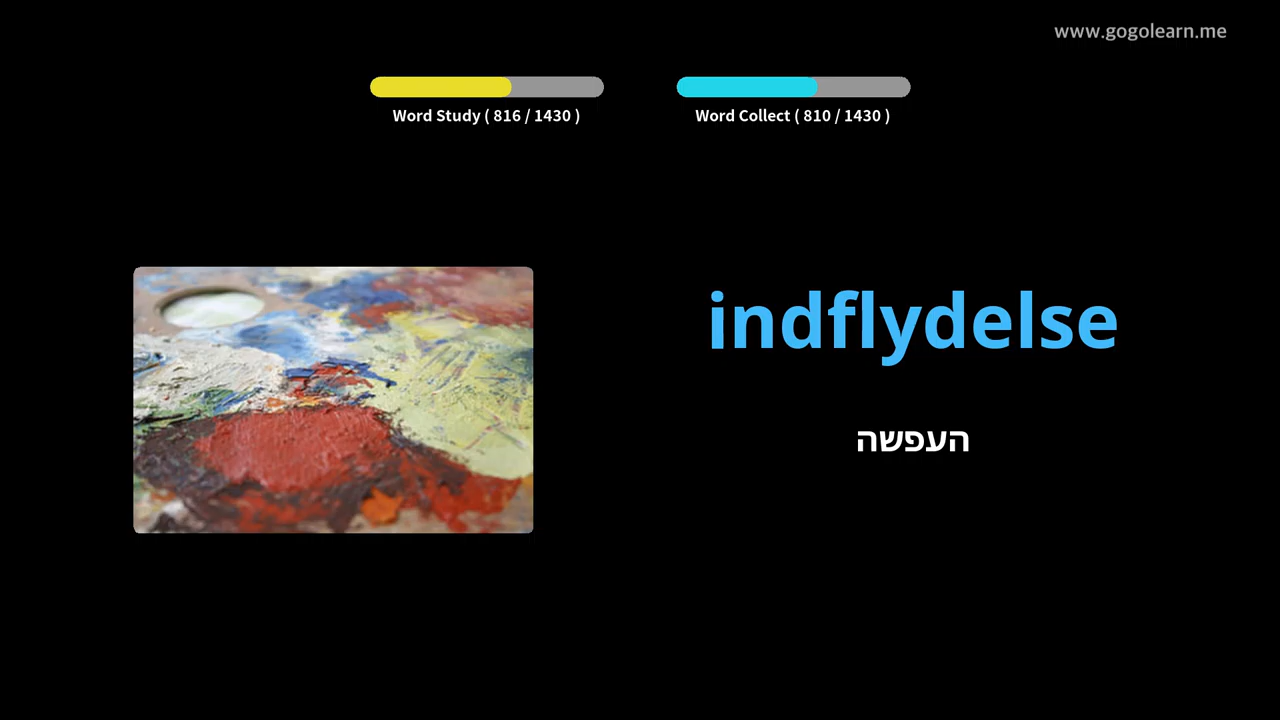 www.gogolearn.me
Word Study ( 816 / 1430 )
Word Collect ( 810 / 1430 )
indflydelse
העפשה